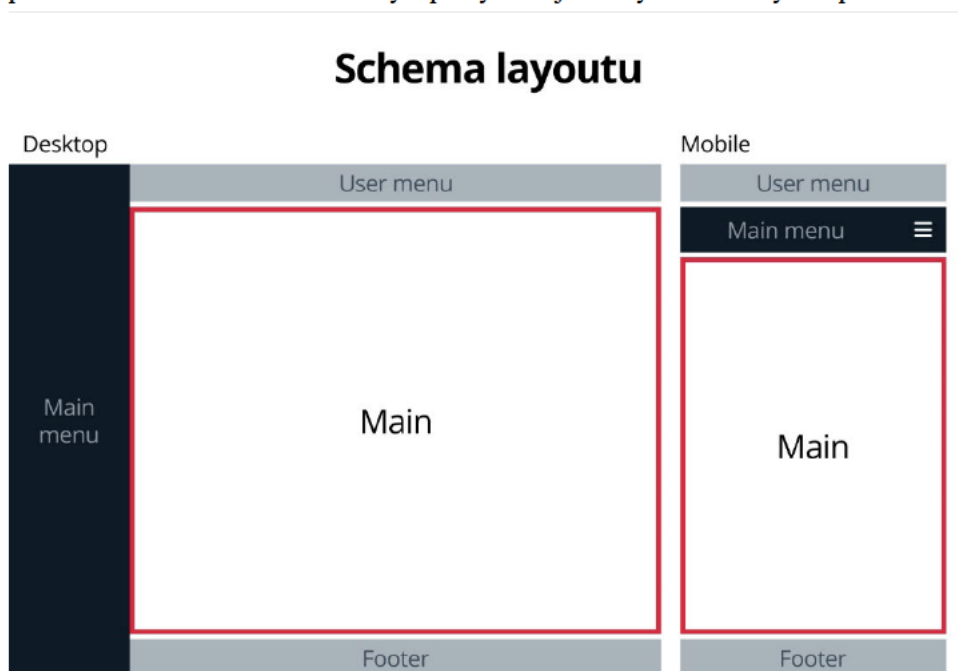 Schema layoutu
Desktop
User menu
Main
menu
Main
Footer
Mobile
User menu
Main menu
Main
Footer